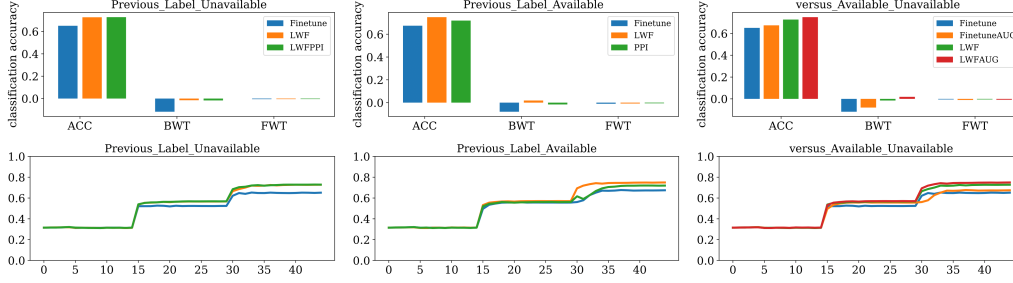 Previous_Label_Unavailable
classification accuracy
0.6
0.4
0.2
0.0
Finetune
LWF
LWFPPI
ACC BWT FWT
Previous_Label_Available
classification accuracy
0.6
0.4
0.2
0.0
Finetune
LWF
PPI
ACC BWT FWT
versus_Available_Unavailable
classification accuracy
0.6
0.4
0.2
0.0
Finetune
FinetuneAUG
LWF
LWFAUG
ACC BWT FWT
Previous_Label_Unavailable
1.0
0.8
0.6
0.4
0.2
0.0
0 5 10 15 20 25 30 35 40
Previous_Label_Available
1.0
0.8
0.6
0.4
0.2
0.0
0 5 10 15 20 25 30 35 40
versus_Available_Unavailable
1.0
0.8
0.6
0.4
0.2
0.0
0 5 10 15 20 25 30 35 40